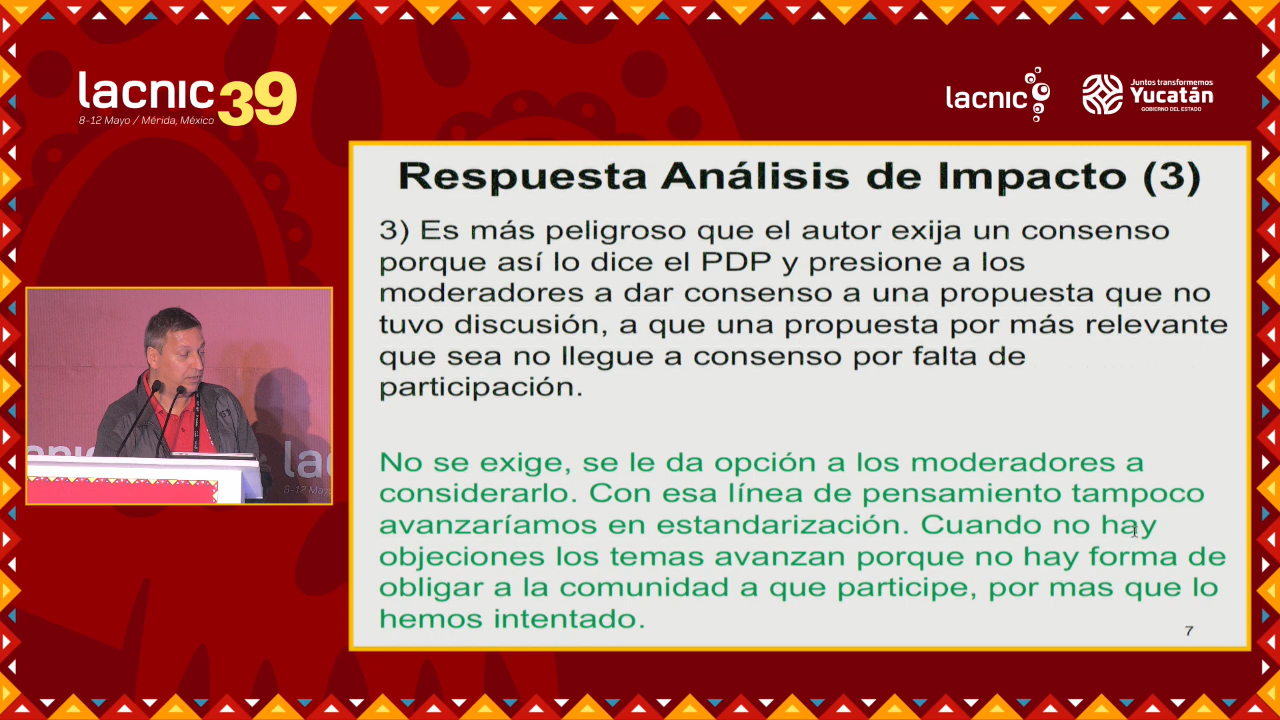 lacnic 39
8-12 Mayo / Mérida, México
lacnic
Juntos transformemos
Yucatán
GOBIERNO DEL ESTADO
Respuesta Análisis de Impacto (3)
3) Es más peligroso que el autor exija un consenso
porque así lo dice el PDP y presione a los
moderadores a dar consenso a una propuesta que no
tuvo discusión, a que una propuesta por más relevante
que sea no llegue a consenso por falta de
participación.
No se exige, se le da opción a los moderadores a
considerarlo. Con esa línea de pensamiento tampoco
avanzaríamos en estandarización. Cuando no hay
objeciones los temas avanzan porque no hay forma de
obligar a la comunidad a que participe, por mas que lo
hemos intentado.
7